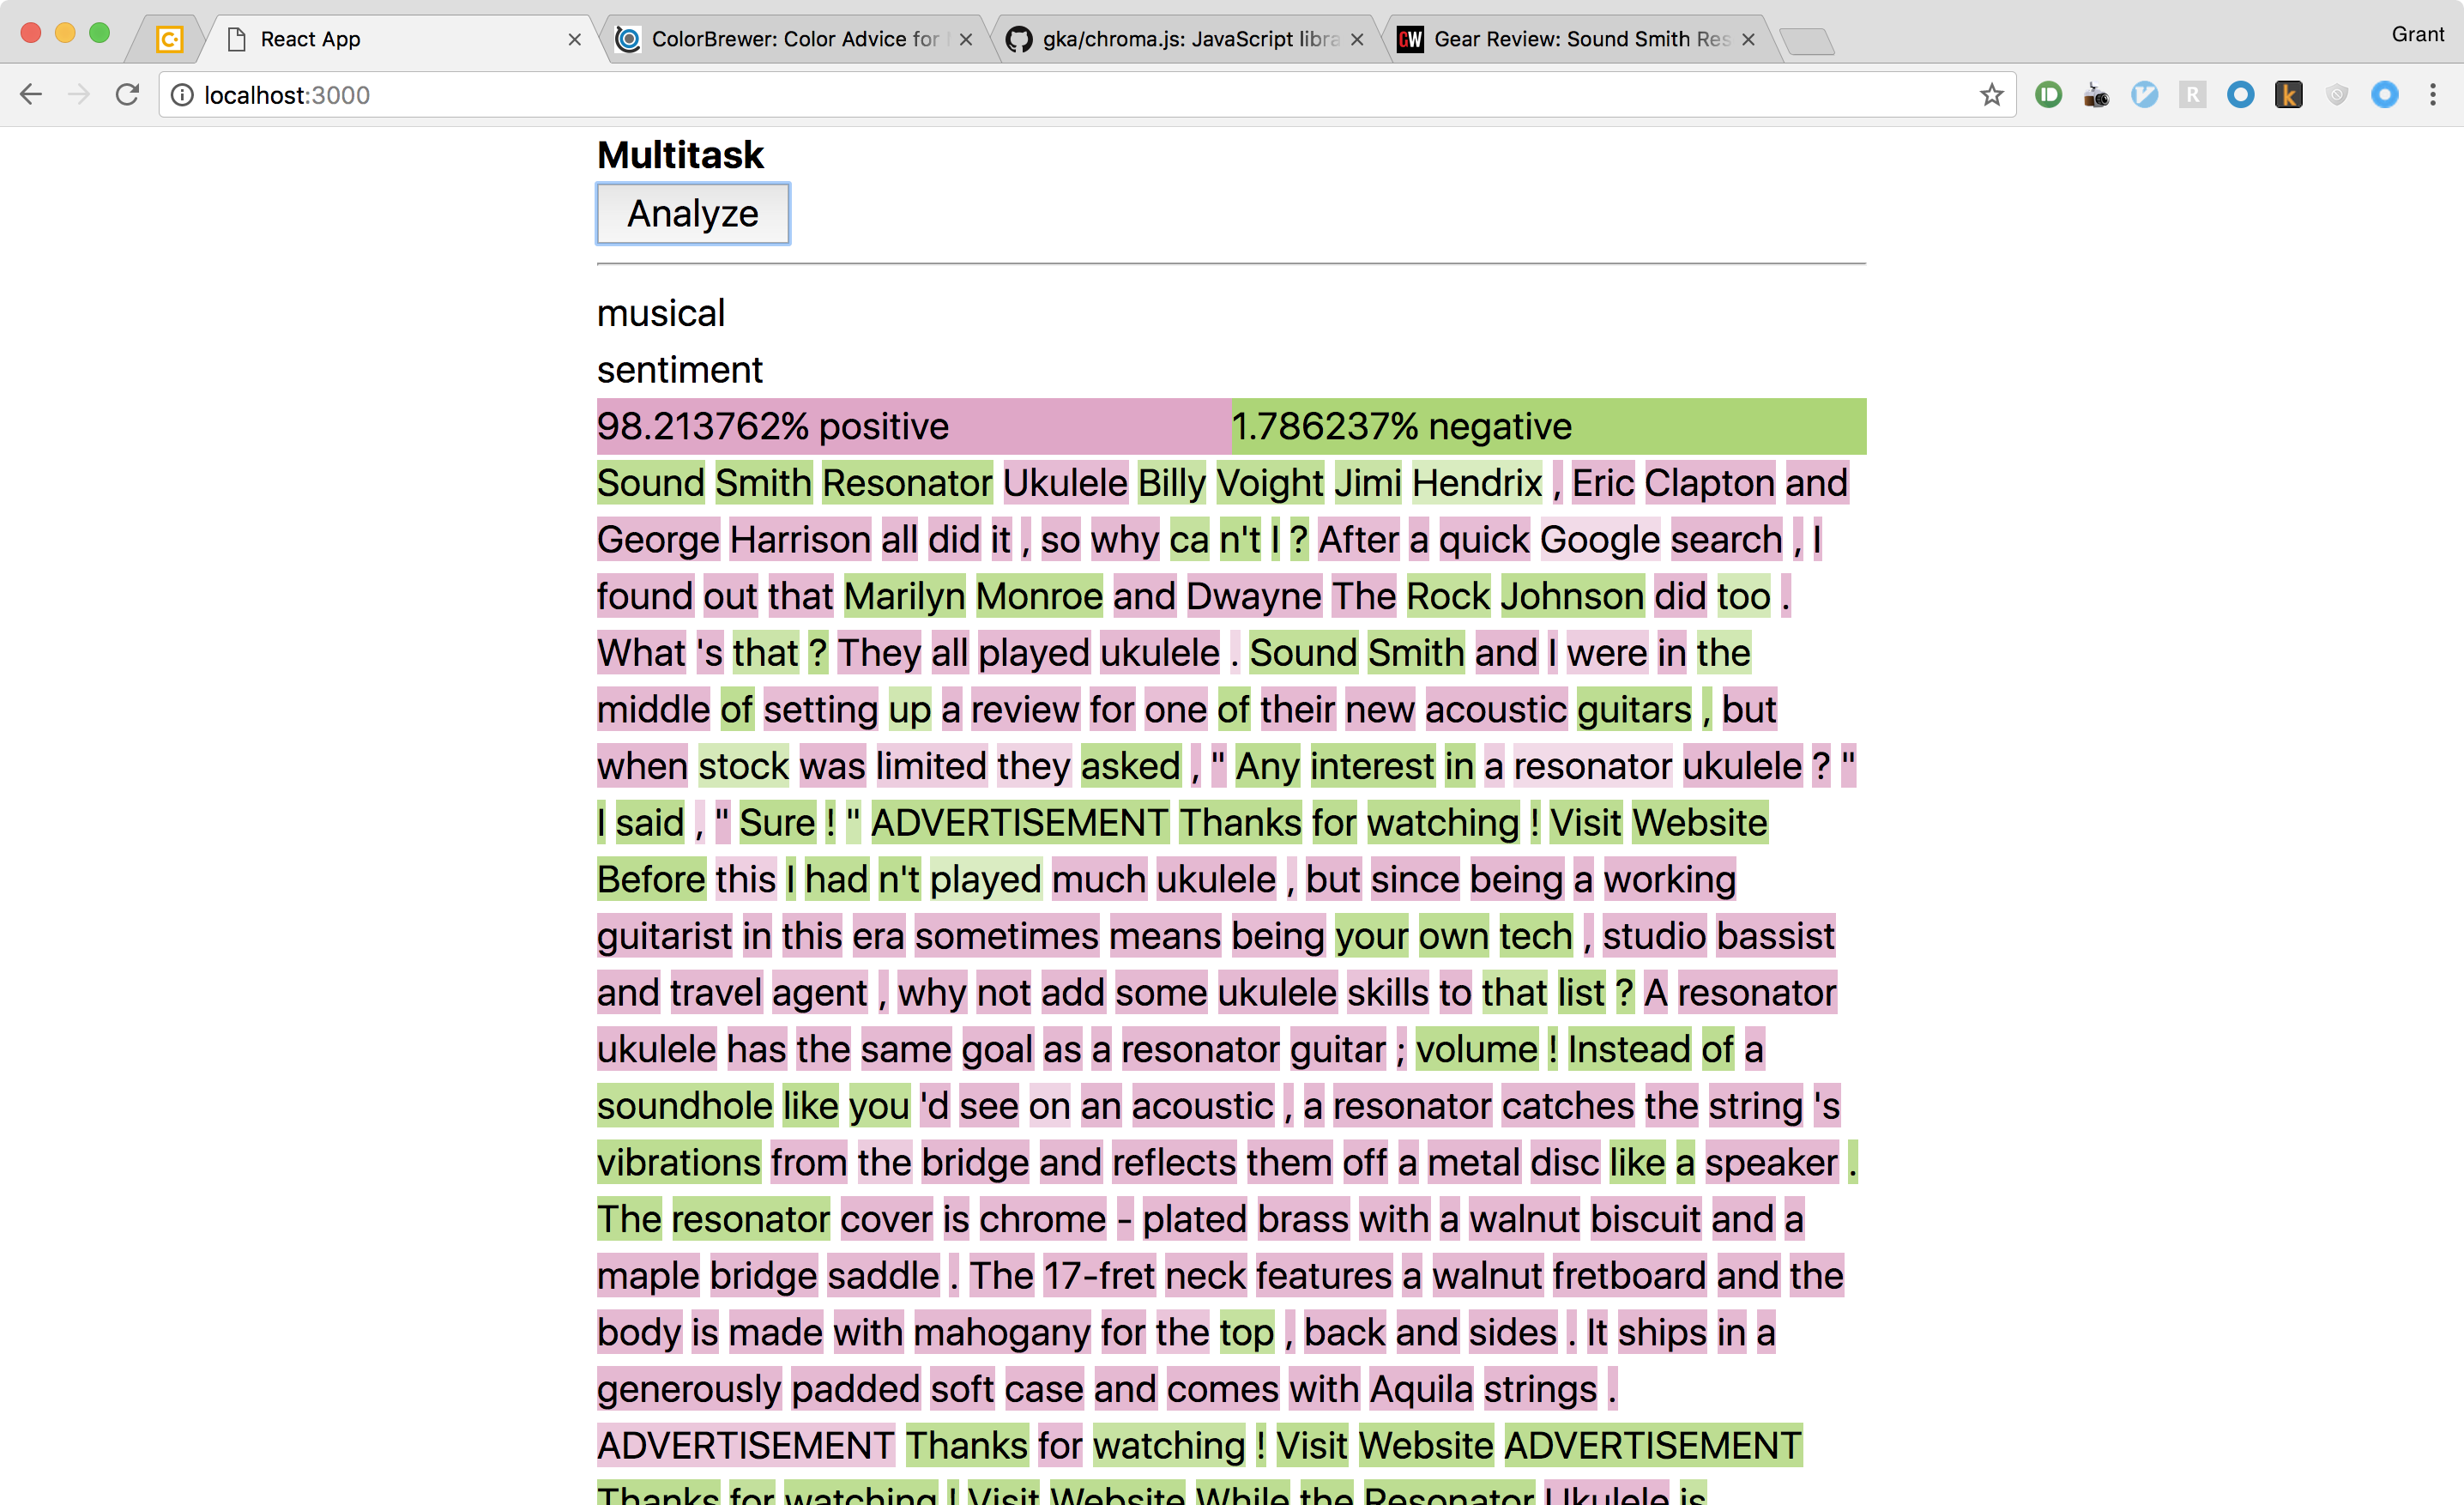 Grant
React App
ColorBrewer: Color Advice for
gka/chroma.js: JavaScript libra
GW
Gear Review: Sound Smith Res
localhost:3000
R
k
Multitask
Analyze
musical
sentiment
98.213762% positive 1.786237% negative
Sound Smith Resonator Ukulele Billy Voight Jimi Hendrix , Eric Clapton and
George Harrison all did it , so why ca n't I ? After a quick Google search , I
found out that Marilyn Monroe and Dwayne The Rock Johnson did too .
What 's that ? They all played ukulele . Sound Smith and I were in the
middle of setting up a review for one of their new acoustic guitars , but
when stock was limited they asked , " Any interest in a resonator ukulele ? "
I said , " Sure ! " ADVERTISEMENT Thanks for watching ! Visit Website
Before this I had n't played much ukulele , but since being a working
guitarist in this era sometimes means being your own tech , studio bassist
and travel agent , why not add some ukulele skills to that list ? A resonator
ukulele has the same goal as a resonator guitar ; volume ! Instead of a
soundhole like you 'd see on an acoustic , a resonator catches the string 's
vibrations from the bridge and reflects them off a metal disc like a speaker .
The resonator cover is chrome - plated brass with a walnut biscuit and a
maple bridge saddle . The 17-fret neck features a walnut fretboard and the
body is made with mahogany for the top , back and sides . It ships in a
generously padded soft case and comes with Aquila strings .
ADVERTISEMENT Thanks for watching ! Visit Website ADVERTISEMENT
Thanks for watching ! Visit Website While the Resonator Ukulele is